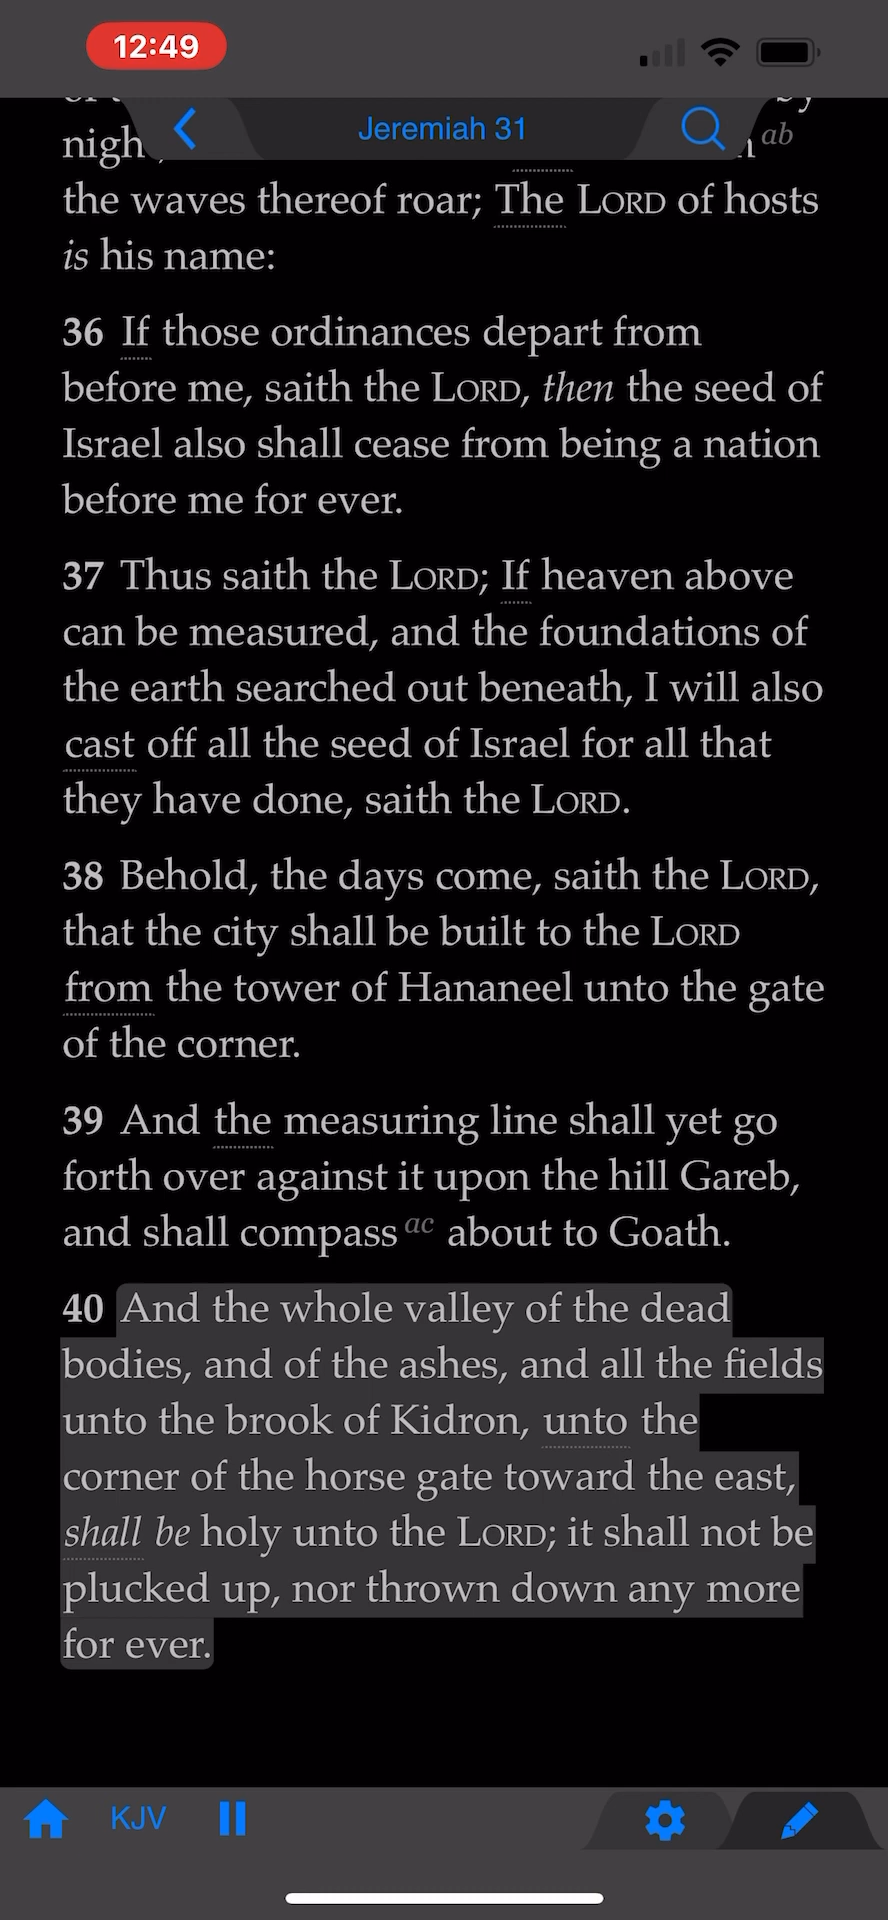 12:49
Jeremiah 31
nigh
ab
the waves thereof roar; The LORD of hosts
is his name:
36 If those ordinances depart from
before me, saith the LORD, then the seed of
Israel also shall cease from being a nation
before me for ever.
37 Thus saith the LORD; If heaven above
can be measured, and the foundations of
the earth searched out beneath, I will also
cast off all the seed of Israel for all that
they have done, saith the LORD.
38 Behold, the days come, saith the LORD,
that the city shall be built to the LORD
from the tower of Hananeel unto the gate
of the corner.
39 And the measuring line shall yet go
forth over against it upon the hill Gareb,
and shall compass ac about to Goath.
40 And the whole valley of the dead
bodies, and of the ashes, and all the fields
unto the brook of Kidron, unto the
corner of the horse gate toward the east,
shall be holy unto the LORD; it shall not be
plucked up, nor thrown down any more
for ever.
KJV